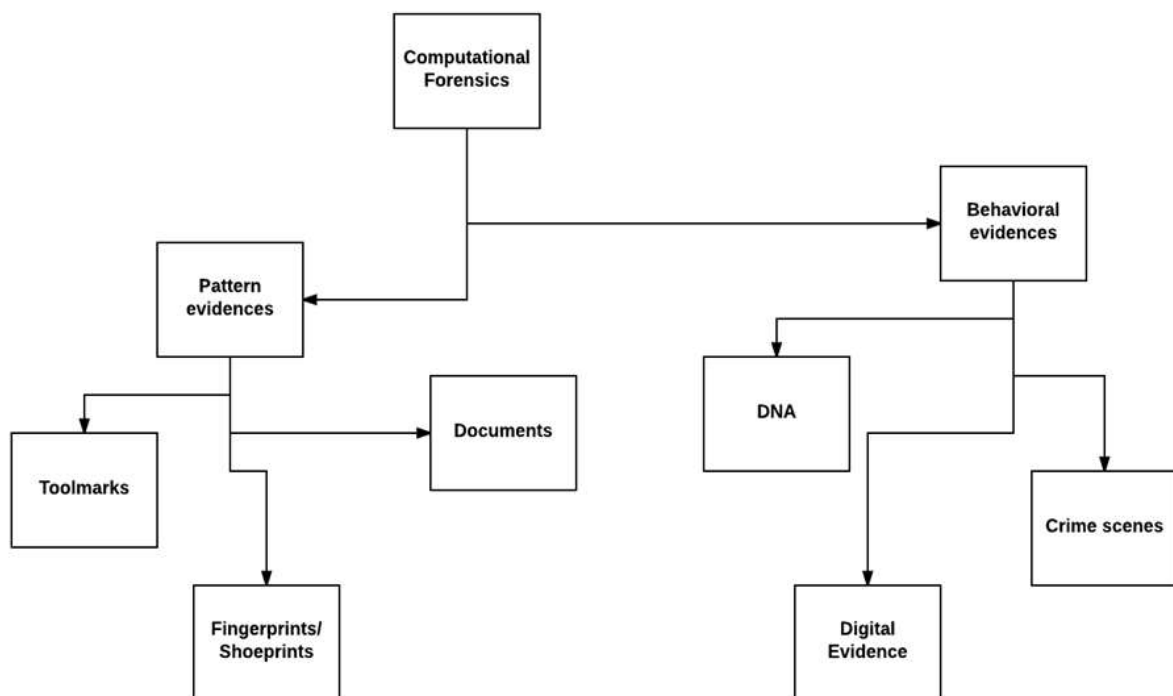 Computational
Forensics
Behavioral
evidences
Pattern
evidences
Documents
DNA
Toolmarks
Crime scenes
Fingerprints/
Shoeprints
Digital
Evidence